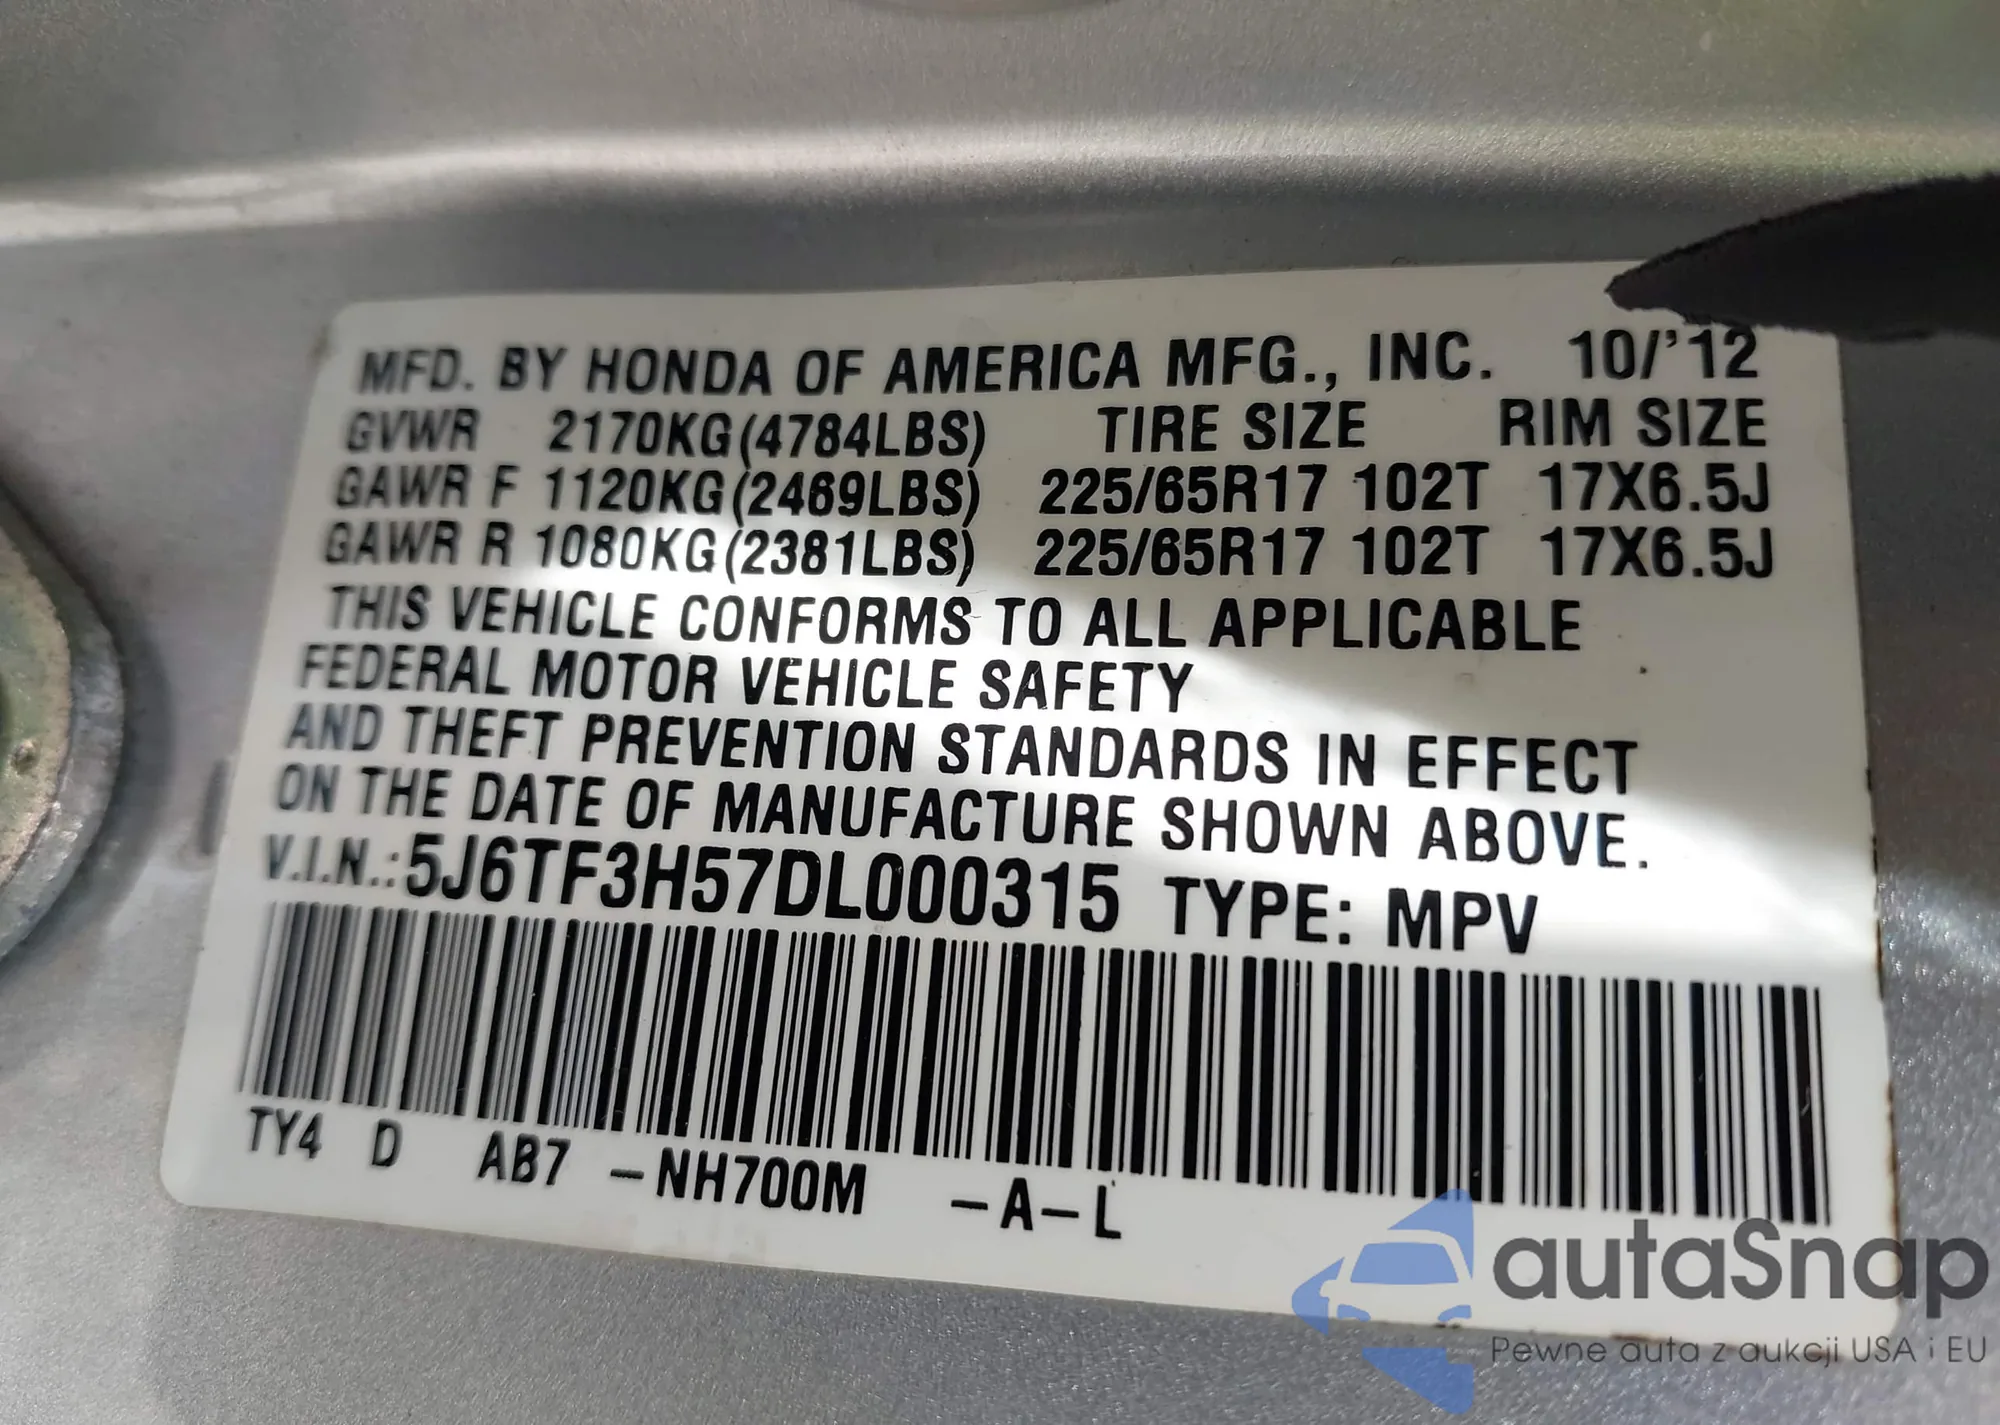 MFD. BY HONDA OF AMERICA MFG., INC. 10/'12
GVWR 2170KG(4784LBS) TIRE SIZE RIM SIZE
GAWR F 1120KG(2469LBS) 225/65R17 102T 17X6.5J
GAWR R 1080KG(2381LBS) 225/65R17 102T 17X6.5J
THIS VEHICLE CONFORMS TO ALL APPLICABLE
FEDERAL MOTOR VEHICLE SAFETY
AND THEFT PREVENTION STANDARDS IN EFFECT
ON THE DATE OF MANUFACTURE SHOWN ABOVE.
V.I.N.:5J6TF3H57DL000315 TYPE: MPV
TY4 D AB7 -NH700M -A-L
autaSnap
Pewne auta z aukcji USA i EU